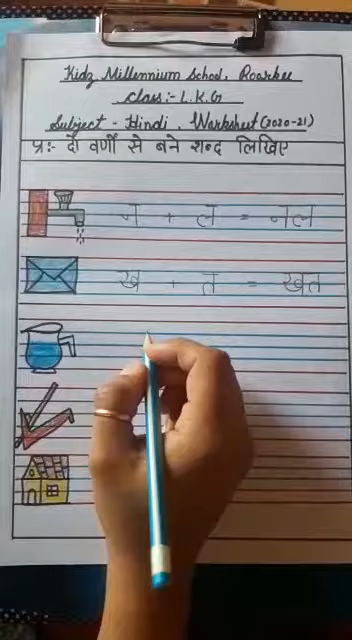 Kidz Millennium School, Roorkee
Class:- L.K.G
Subject - Hindi . Worksheet (2020-21)
प्र:- दो वर्णों से बने शब्द लिखिए
न + ल = नल
ख + त = खत